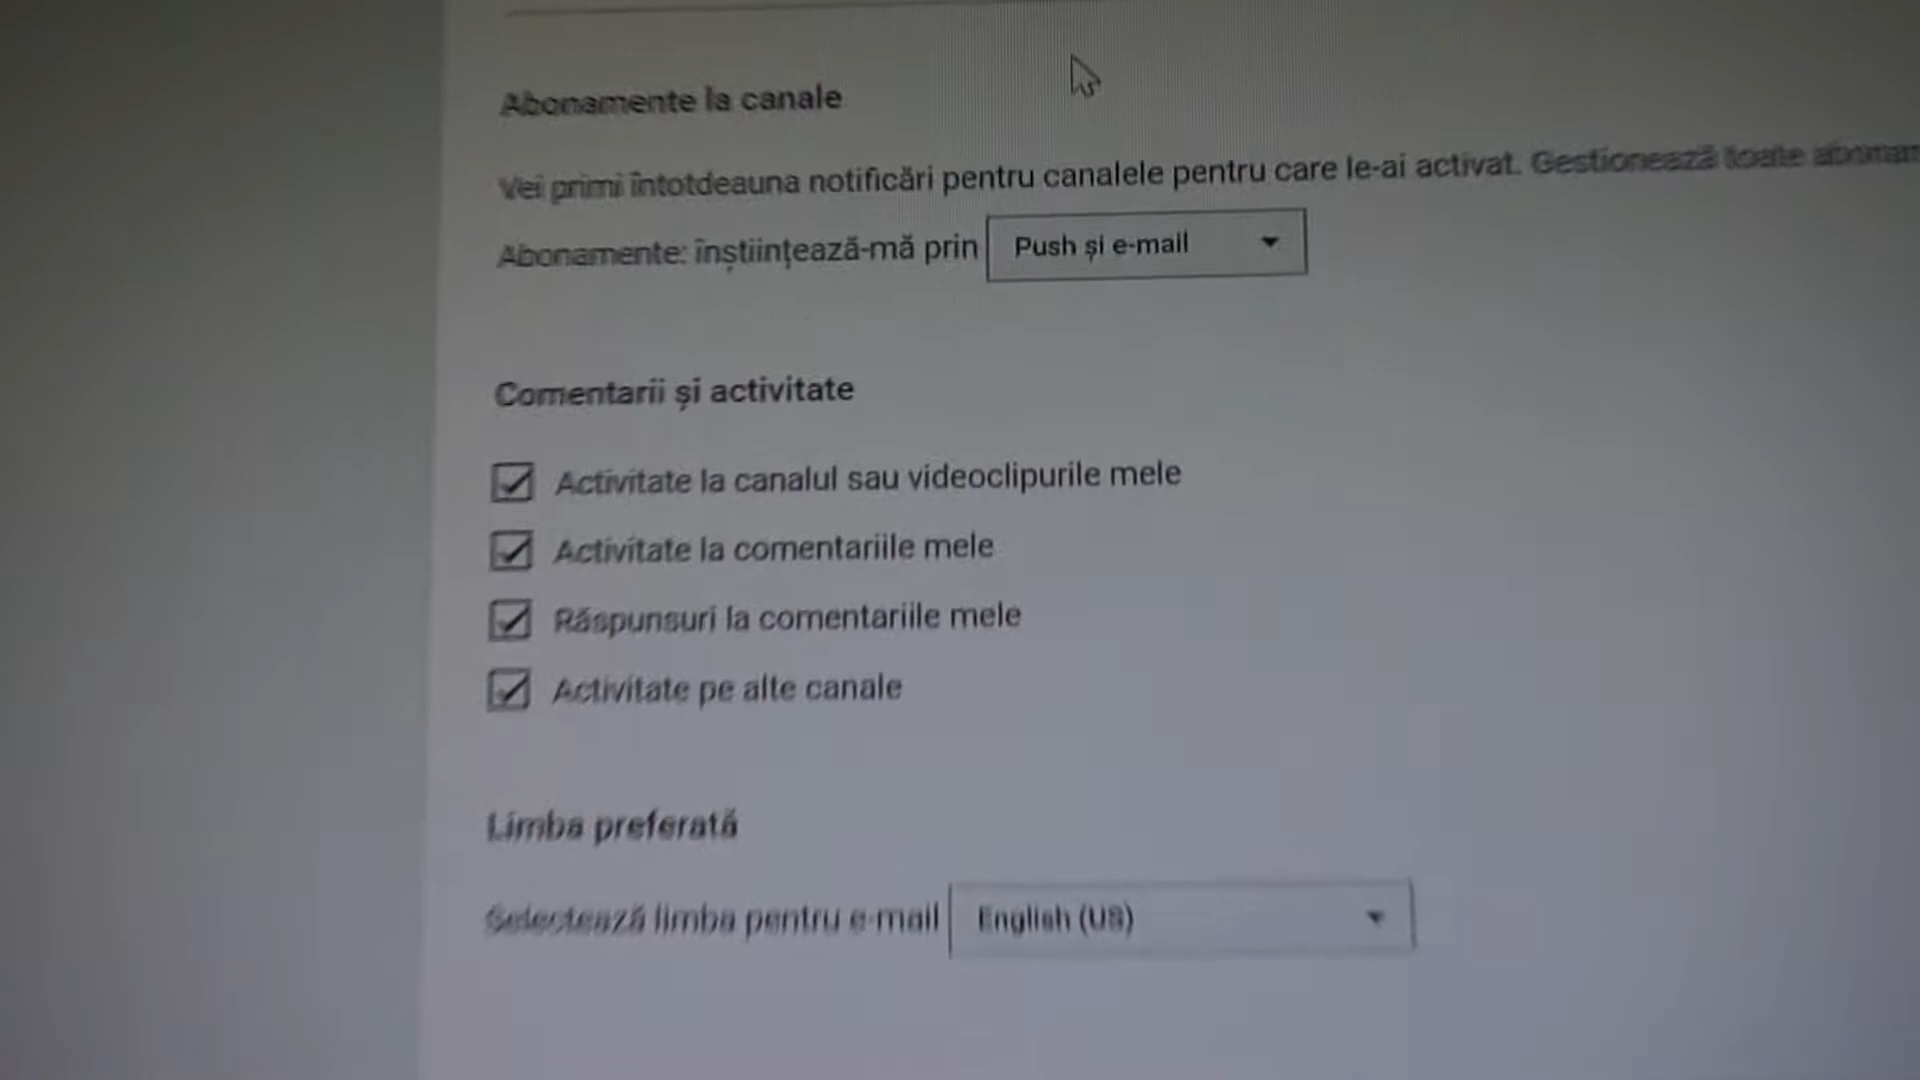 Abonamente la canale
Vei primi întotdeauna notificări pentru canalele pentru care le-ai activat. Gestionează toate
Abonamente: înștiințează-mă prin Push și e-mail
Comentarii și activitate
Activitate la canalul sau videoclipurile mele
Activitate la comentariile mele
Răspunsuri la comentariile mele
Activitate pe alte canale
Limba preferată
Selectează limba pentru e-mail English (US)